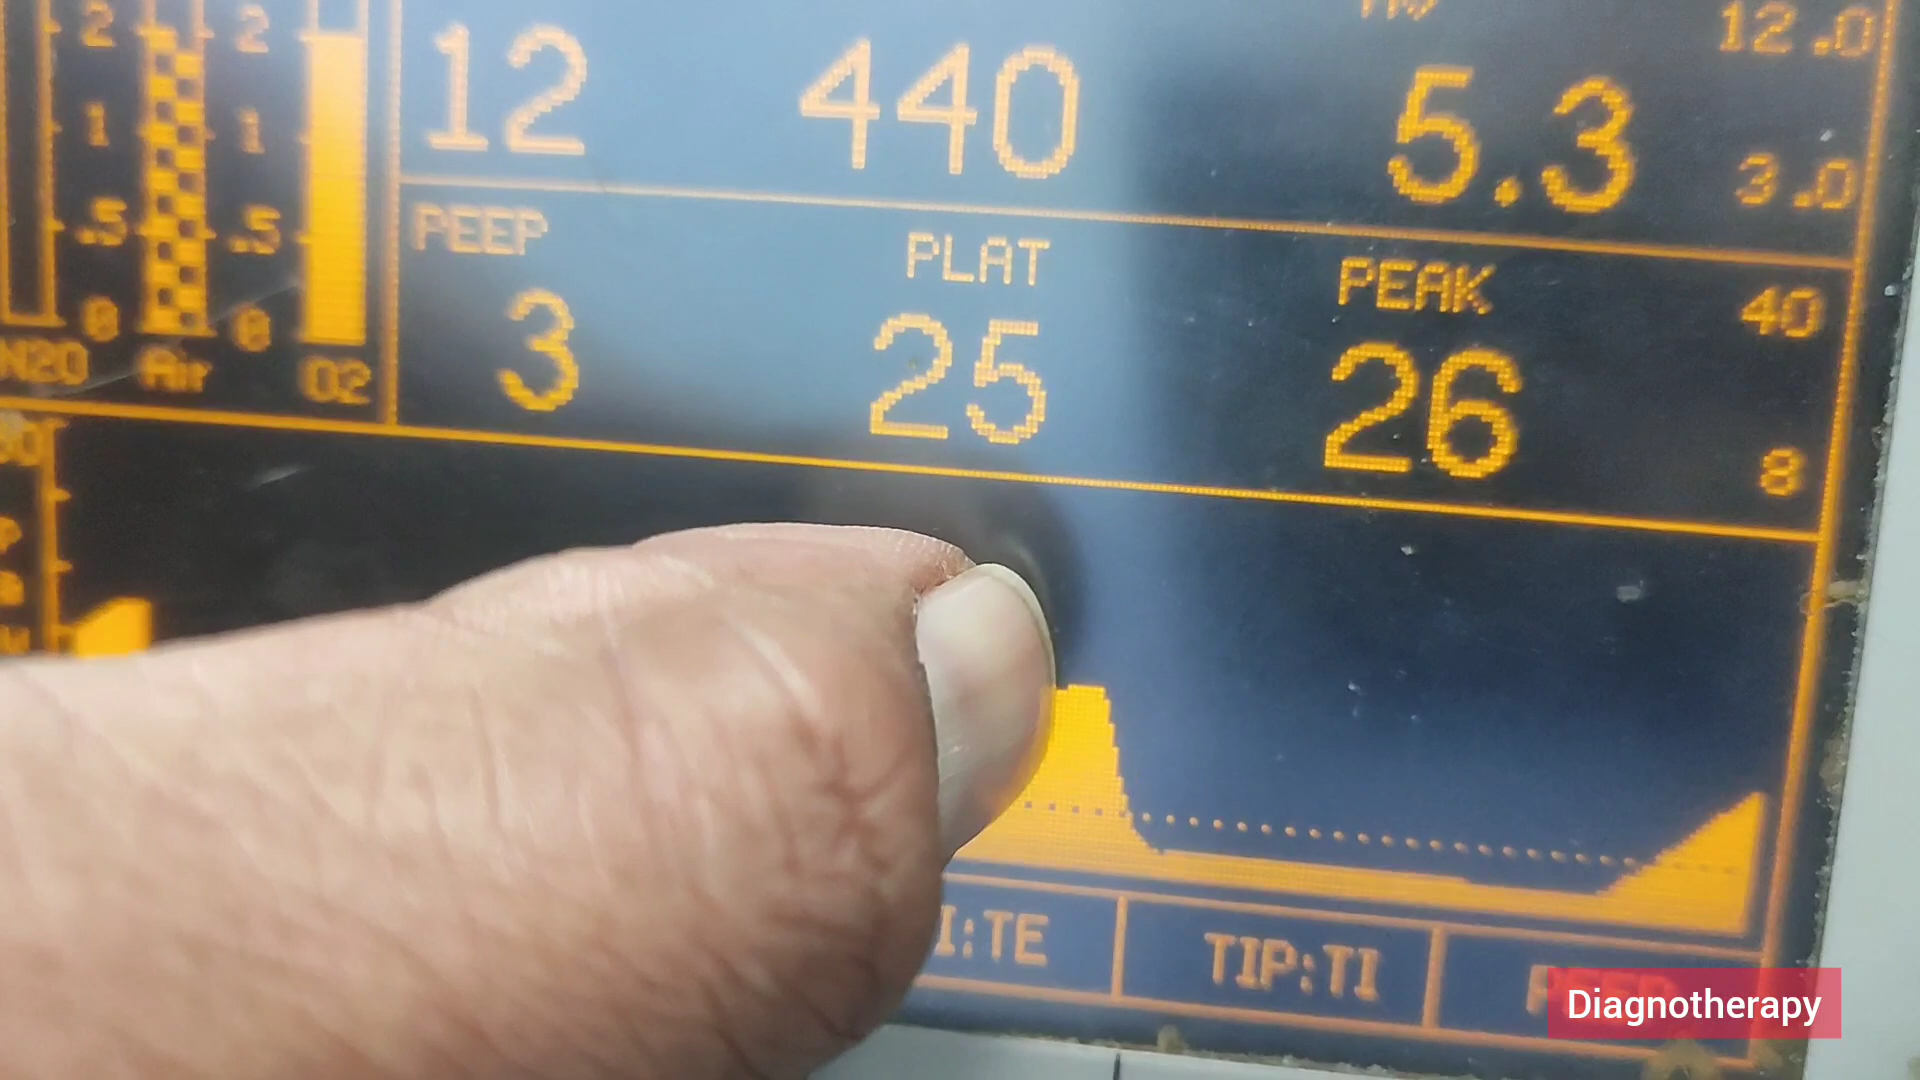 2 2 12 440 5.3 12.0
1 1 3.0
.5 .5 PEEP PLAT PEAK
0 0 3 25 26 40
N2O Air O2 8
I:TE TIP:TI
Diagnotherapy